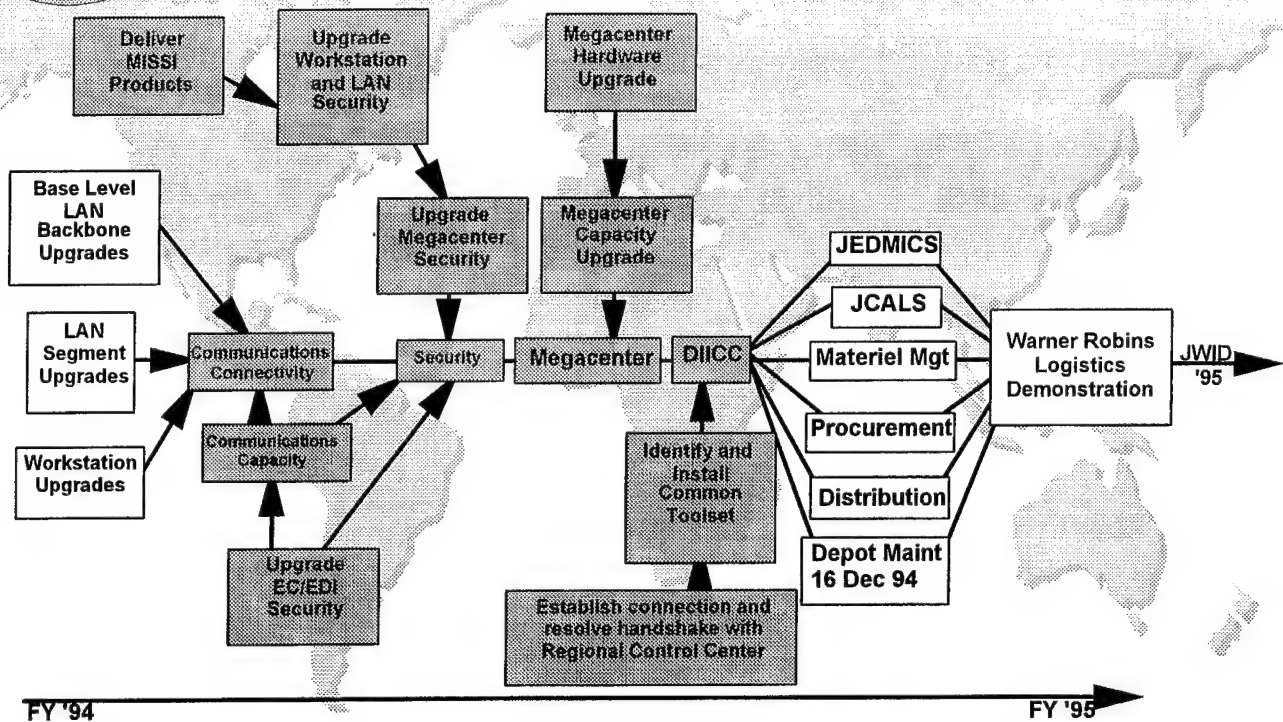 Deliver
MISSI
Products
Upgrade
Workstation
and LAN
Security
Megacenter
Hardware
Upgrade
Base Level
LAN
Backbone
Upgrades
Upgrade
Megacenter
Security
Megacenter
Capacity
Upgrade
LAN
Segment
Upgrades
Communications
Connectivity
Security
Megacenter
DIICC
JEDMICS
JCALS
Materiel Mgt
Procurement
Distribution
Depot Maint
16 Dec 94
Warner Robins
Logistics
Demonstration
JWID
'95
Workstation
Upgrades
Communications
Capacity
Identify and
Install
Common
Toolset
Upgrade
EC/EDI
Security
Establish connection and
resolve handshake with
Regional Control Center
FY '94
FY '95